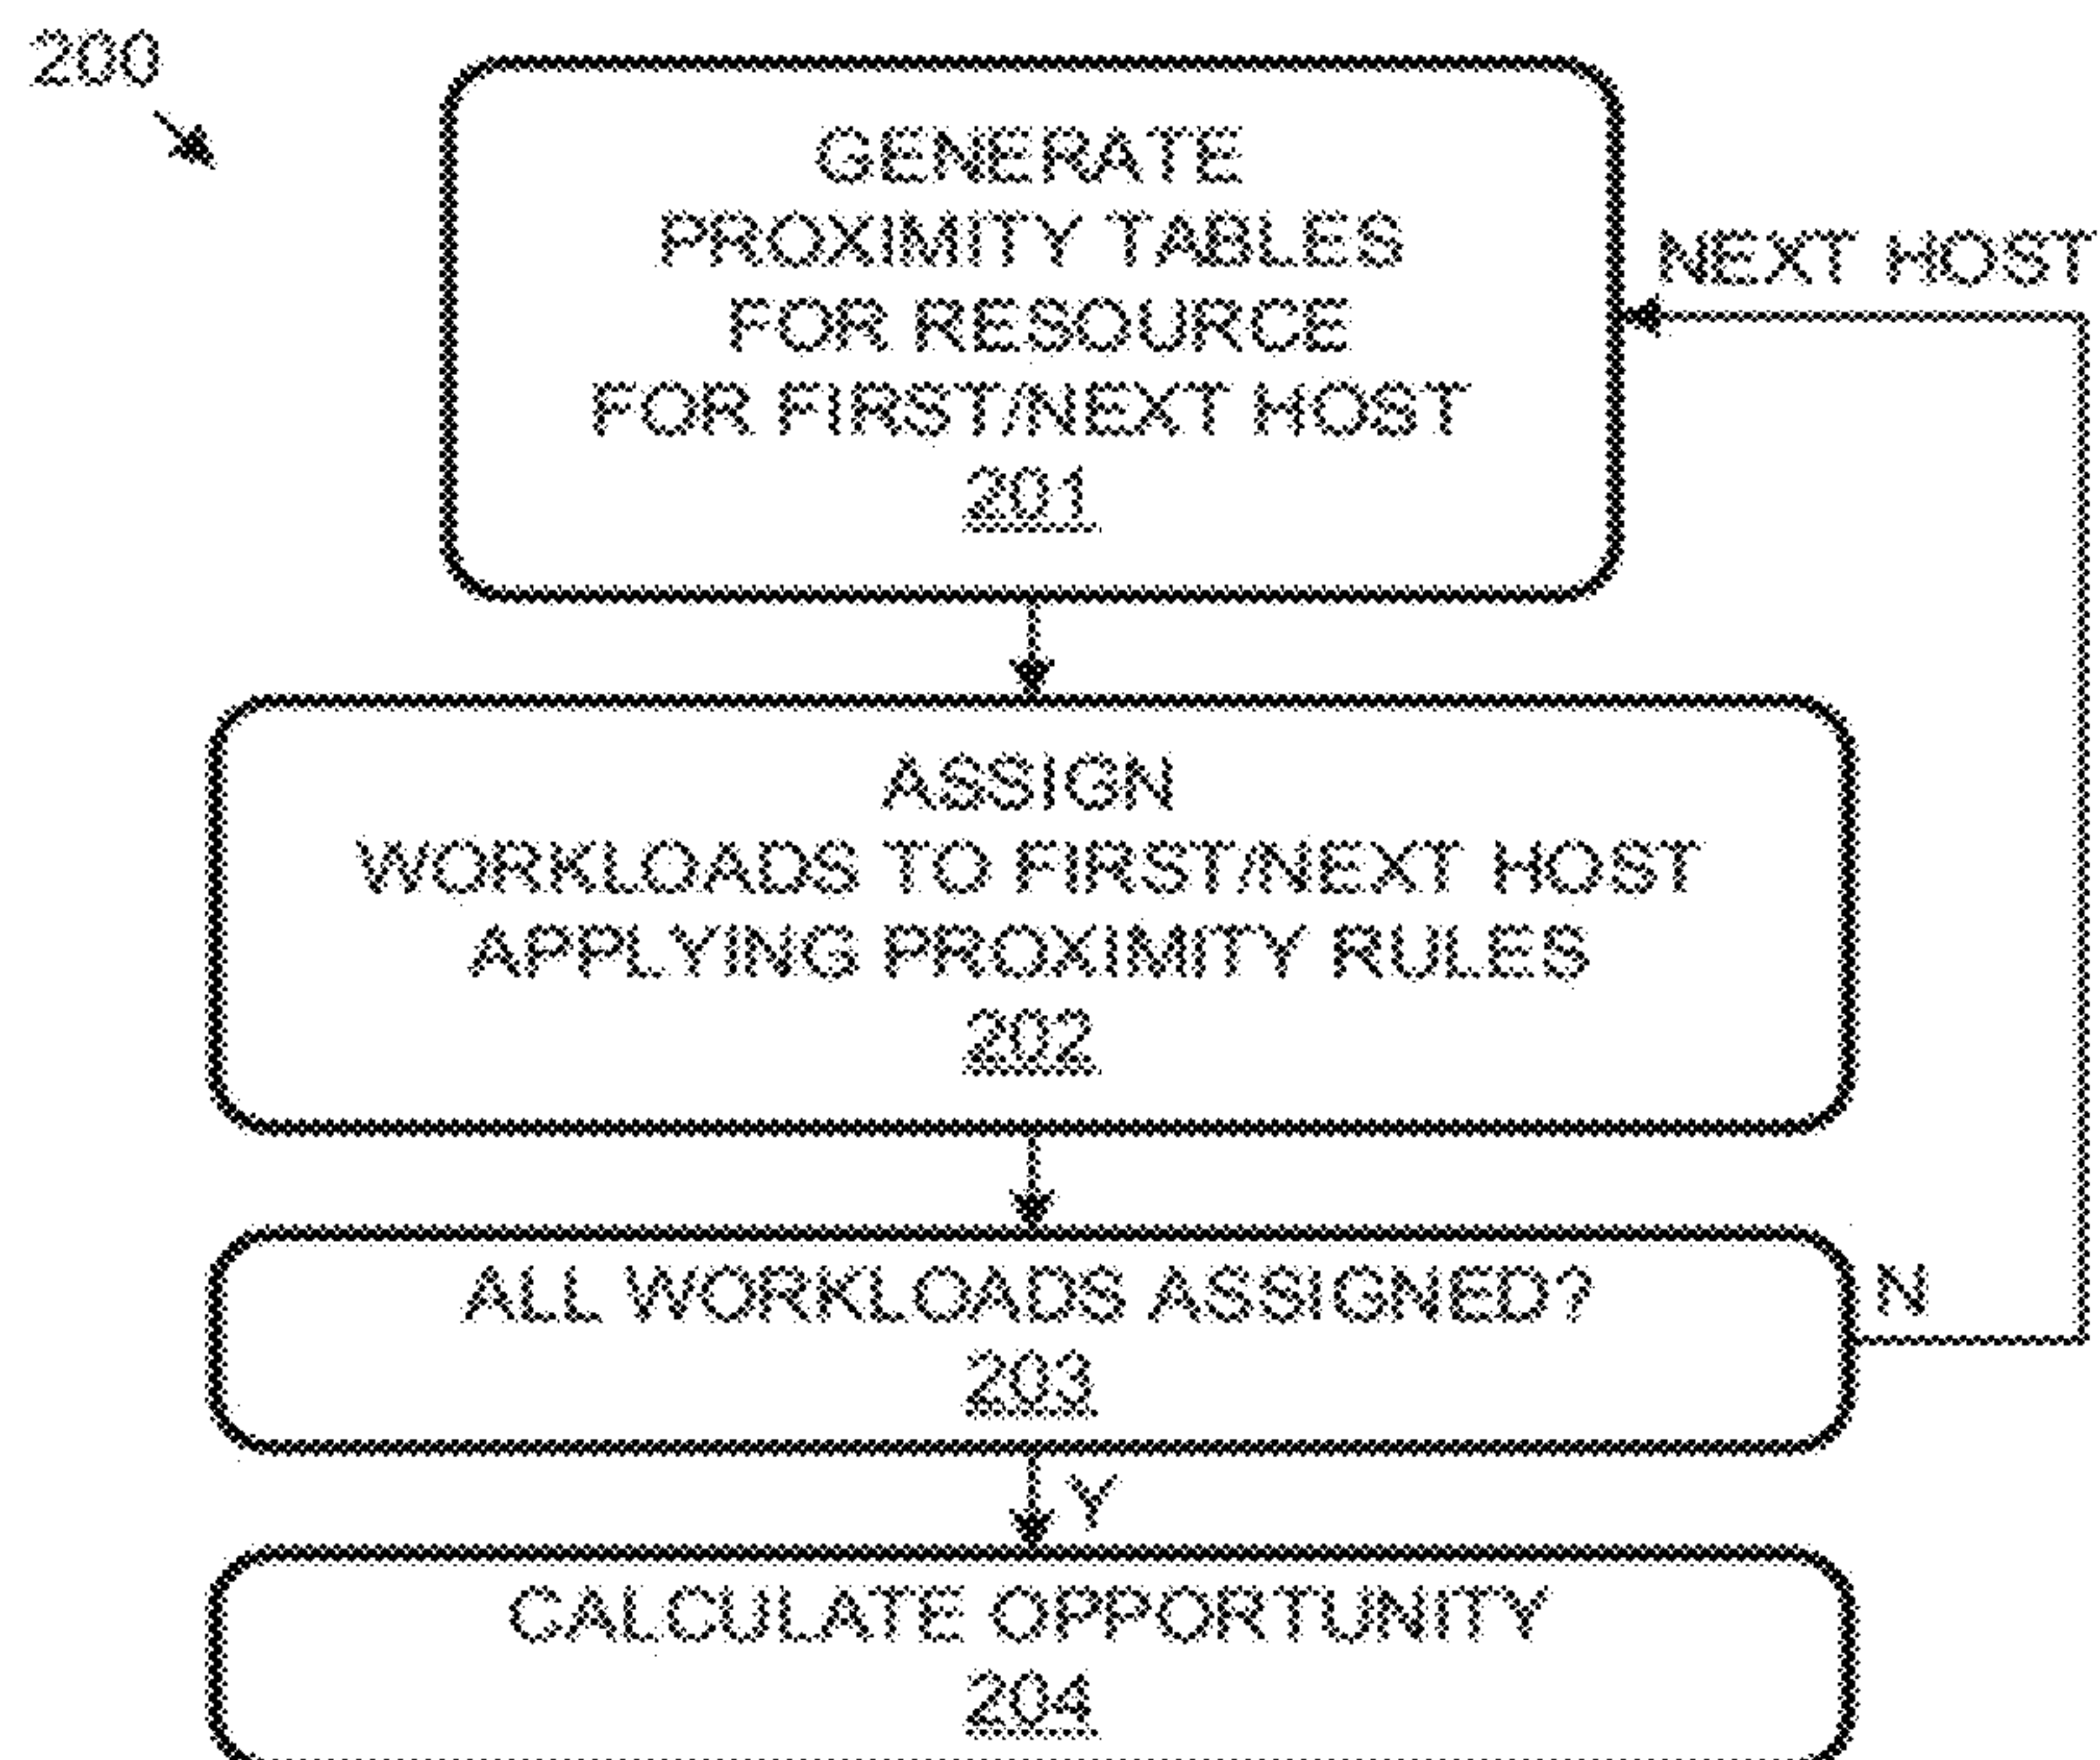 200
GENERATE
PROXIMITY TABLES
FOR RESOURCE
FOR FIRST/NEXT HOST
201
NEXT HOST
ASSIGN
WORKLOADS TO FIRST/NEXT HOST
APPLYING PROXIMITY RULES
202
ALL WORKLOADS ASSIGNED?
203
N
Y
CALCULATE OPPORTUNITY
204